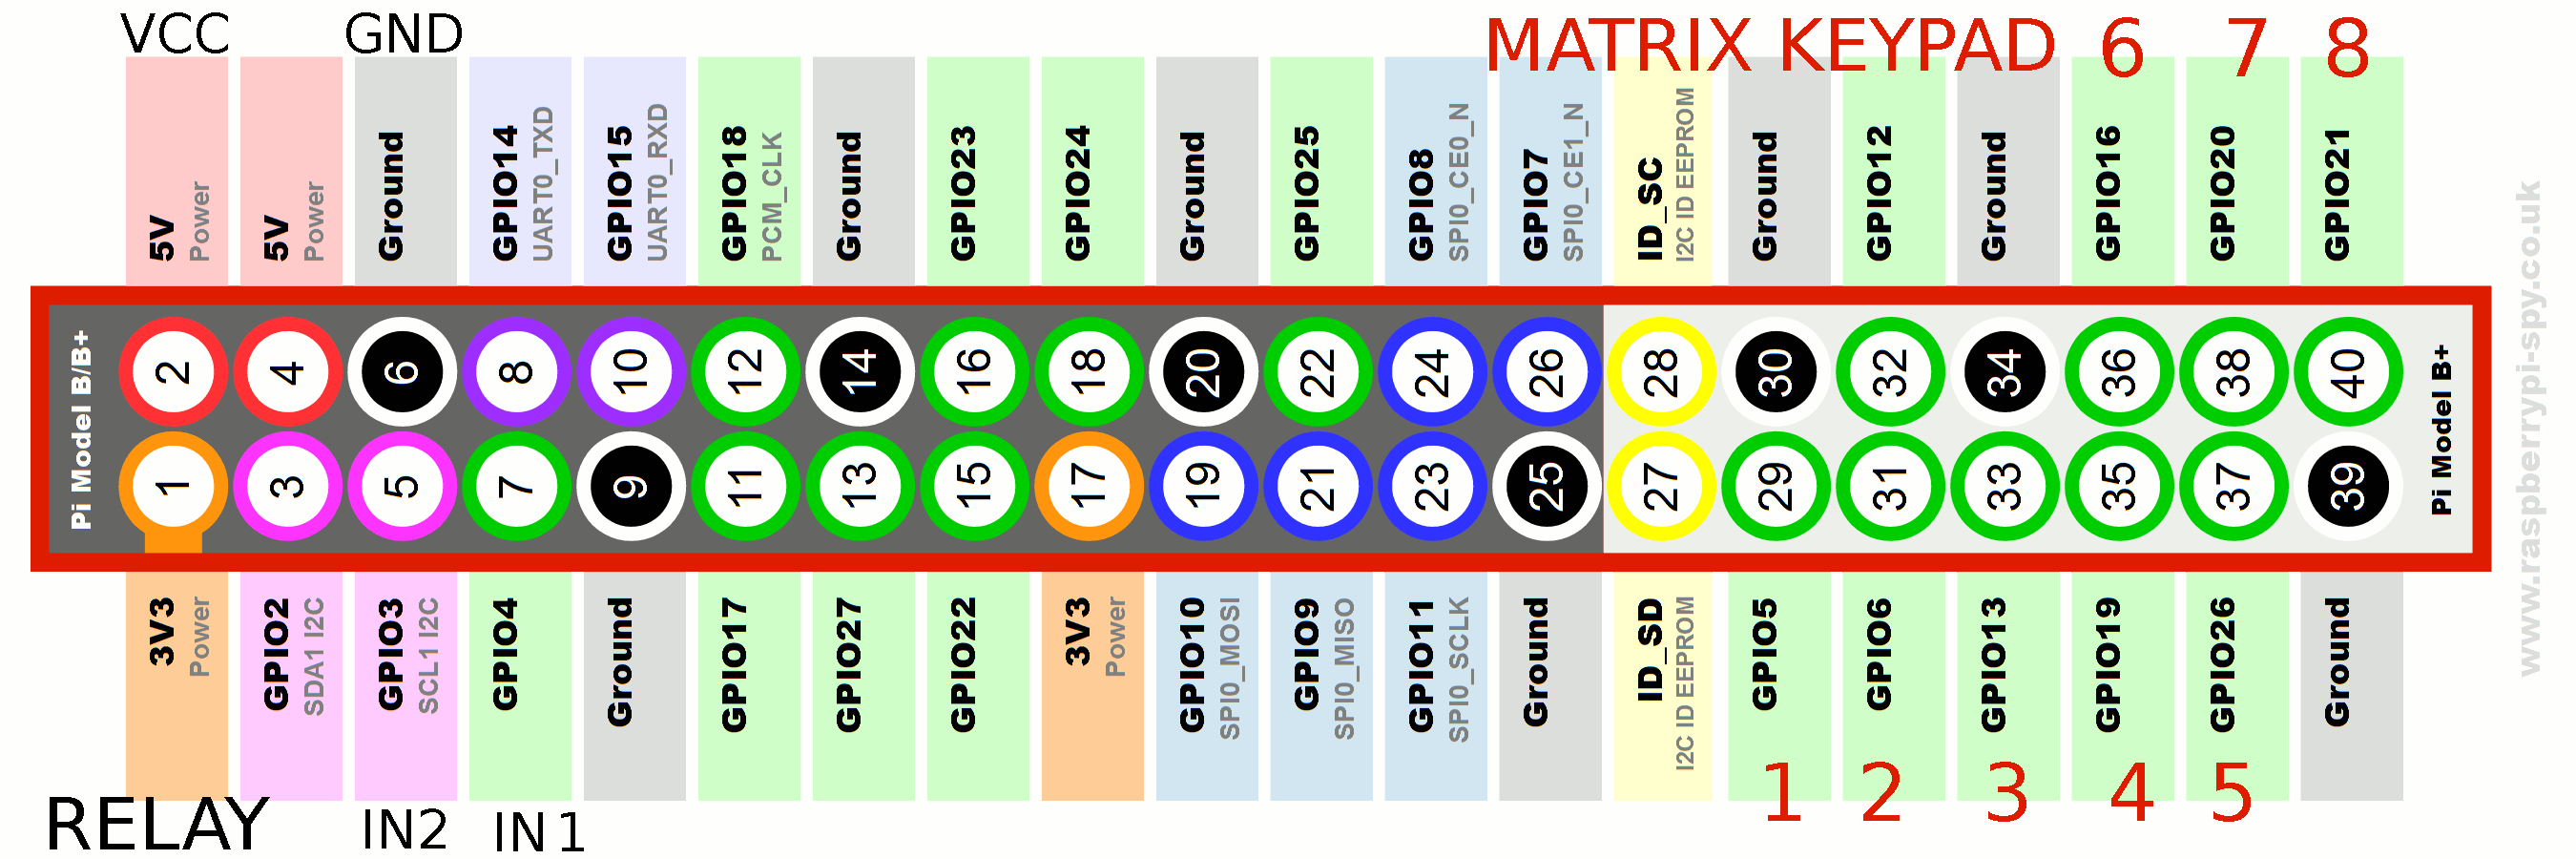 VCC GND MATRIX KEYPAD 6 7 8
5V Power
5V Power
Ground
GPIO14 UART0_TXD
GPIO15 UART0_RXD
GPIO18 PCM_CLK
Ground
GPIO23
GPIO24
Ground
GPIO25
GPIO8 SPI0_CE0_N
GPIO7 SPI0_CE1_N
ID_SC I2C ID EEPROM
Ground
GPIO12
Ground
GPIO16
GPIO20
GPIO21
Pi Model B/B+
2 4 6 8 10 12 14 16 18 20 22 24 26 28 30 32 34 36 38 40
1 3 5 7 9 11 13 15 17 19 21 23 25 27 29 31 33 35 37 39
Pi Model B+
3V3 Power
GPIO2 SDA1 I2C
GPIO3 SCL1 I2C
GPIO4
Ground
GPIO17
GPIO27
GPIO22
3V3 Power
GPIO10 SPI0_MOSI
GPIO9 SPI0_MISO
GPIO11 SPI0_SCLK
Ground
ID_SD I2C ID EEPROM
GPIO5
GPIO6
GPIO13
GPIO19
GPIO26
Ground
RELAY IN2 IN1 1 2 3 4 5
www.raspberrypi-spy.co.uk